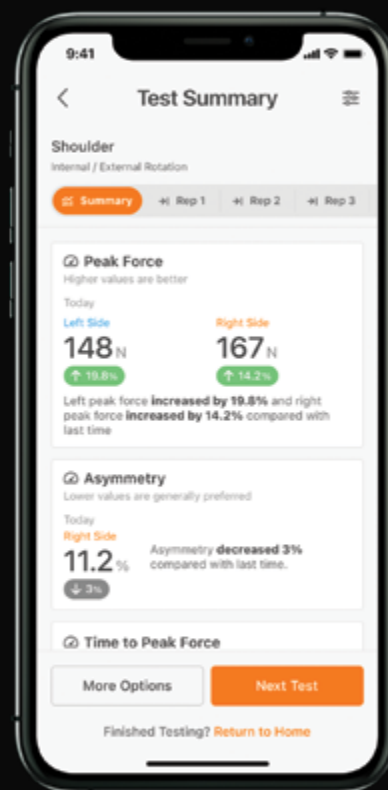 9:41
Test Summary
Shoulder
Internal / External Rotation
Summary Rep 1 Rep 2 Rep 3
Peak Force
Higher values are better
Today
Left Side Right Side
148 N 167 N
↑ 19.8% ↑ 14.2%
Left peak force increased by 19.8% and right
peak force increased by 14.2% compared with
last time
Asymmetry
Lower values are generally preferred
Today
Right Side
11.2 % Asymmetry decreased 3%
compared with last time.
↓ 3%
Time to Peak Force
More Options Next Test
Finished Testing? Return to Home